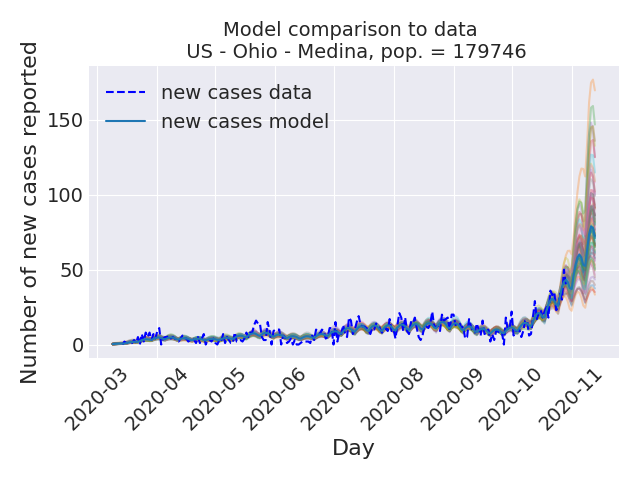 Model comparison to data
US - Ohio - Medina, pop. = 179746
Number of new cases reported
new cases data
new cases model
150
100
50
0
2020-03
2020-04
2020-05
2020-06
2020-07
2020-08
2020-09
2020-10
2020-11
Day